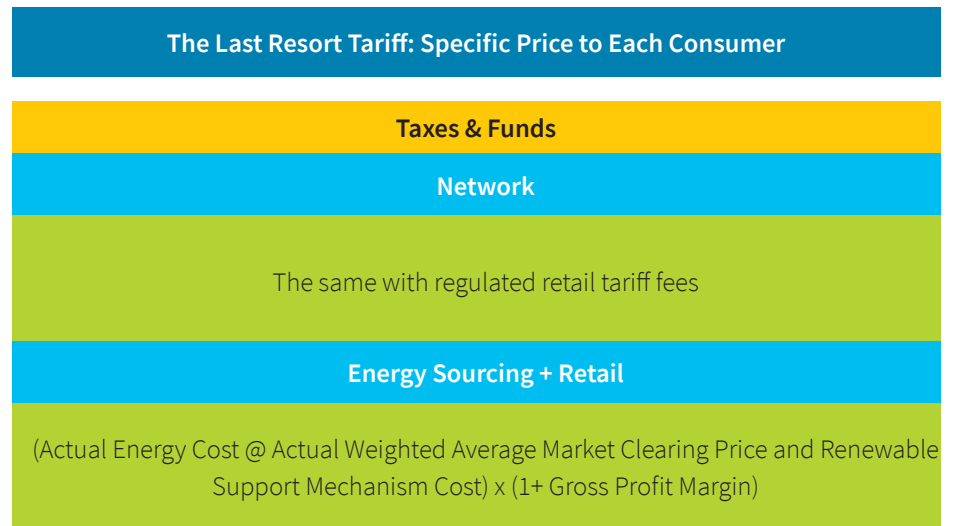 The Last Resort Tariff: Specific Price to Each Consumer
Taxes & Funds
Network
The same with regulated retail tariff fees
Energy Sourcing + Retail
(Actual Energy Cost @ Actual Weighted Average Market Clearing Price and Renewable
Support Mechanism Cost) x (1+ Gross Profit Margin)